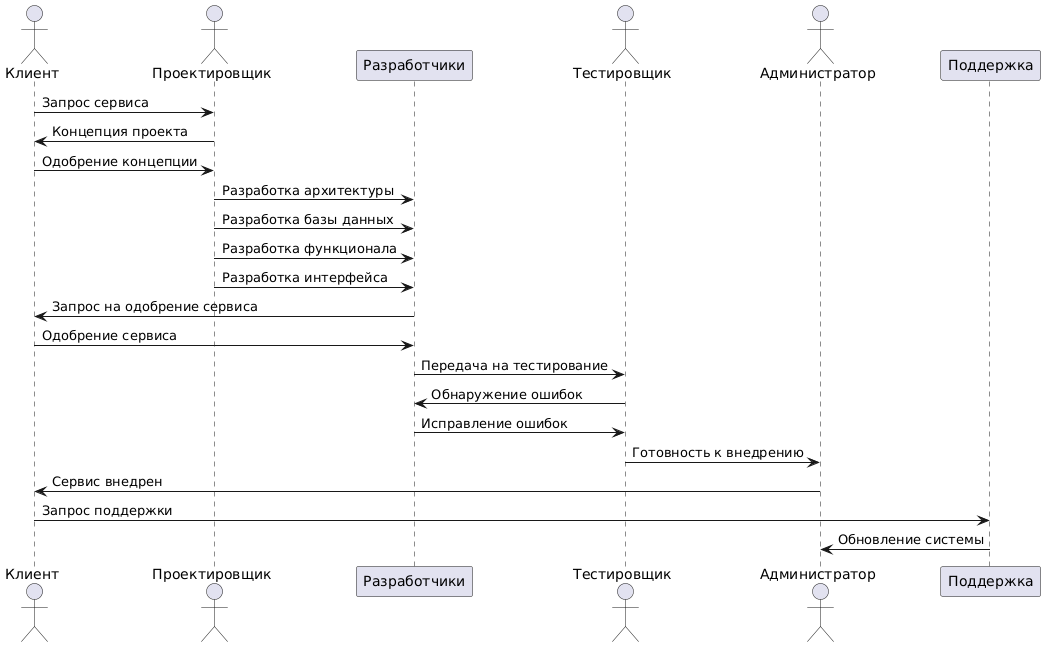 Клиент
Проектировщик
Разработчики
Тестировщик
Администратор
Поддержка
Запрос сервиса
Концепция проекта
Одобрение концепции
Разработка архитектуры
Разработка базы данных
Разработка функционала
Разработка интерфейса
Запрос на одобрение сервиса
Одобрение сервиса
Передача на тестирование
Обнаружение ошибок
Исправление ошибок
Готовность к внедрению
Сервис внедрен
Запрос поддержки
Обновление системы
Клиент
Проектировщик
Разработчики
Тестировщик
Администратор
Поддержка